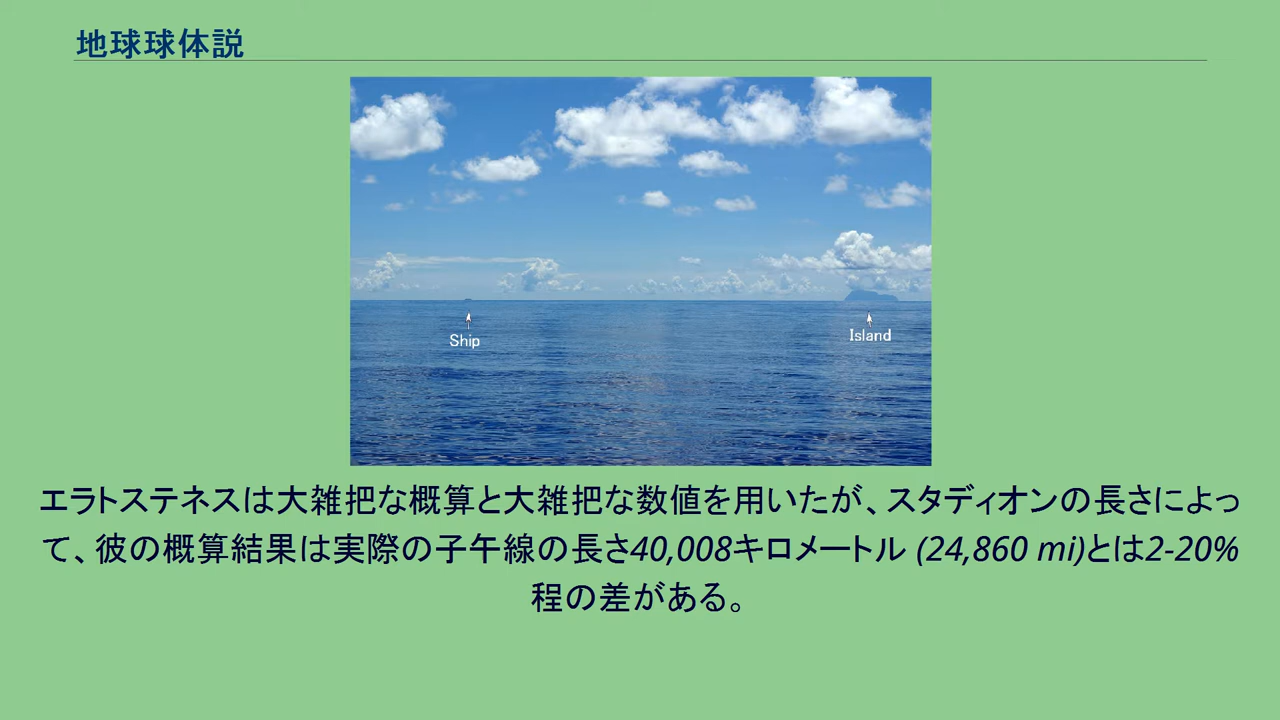 地球球体説
Ship
Island
エラトステネスは大雑把な概算と大雑把な数値を用いたが、スタディオンの長さによっ
て、彼の概算結果は実際の子午線の長さ40,008キロメートル (24,860 mi)とは2-20%
程の差がある。